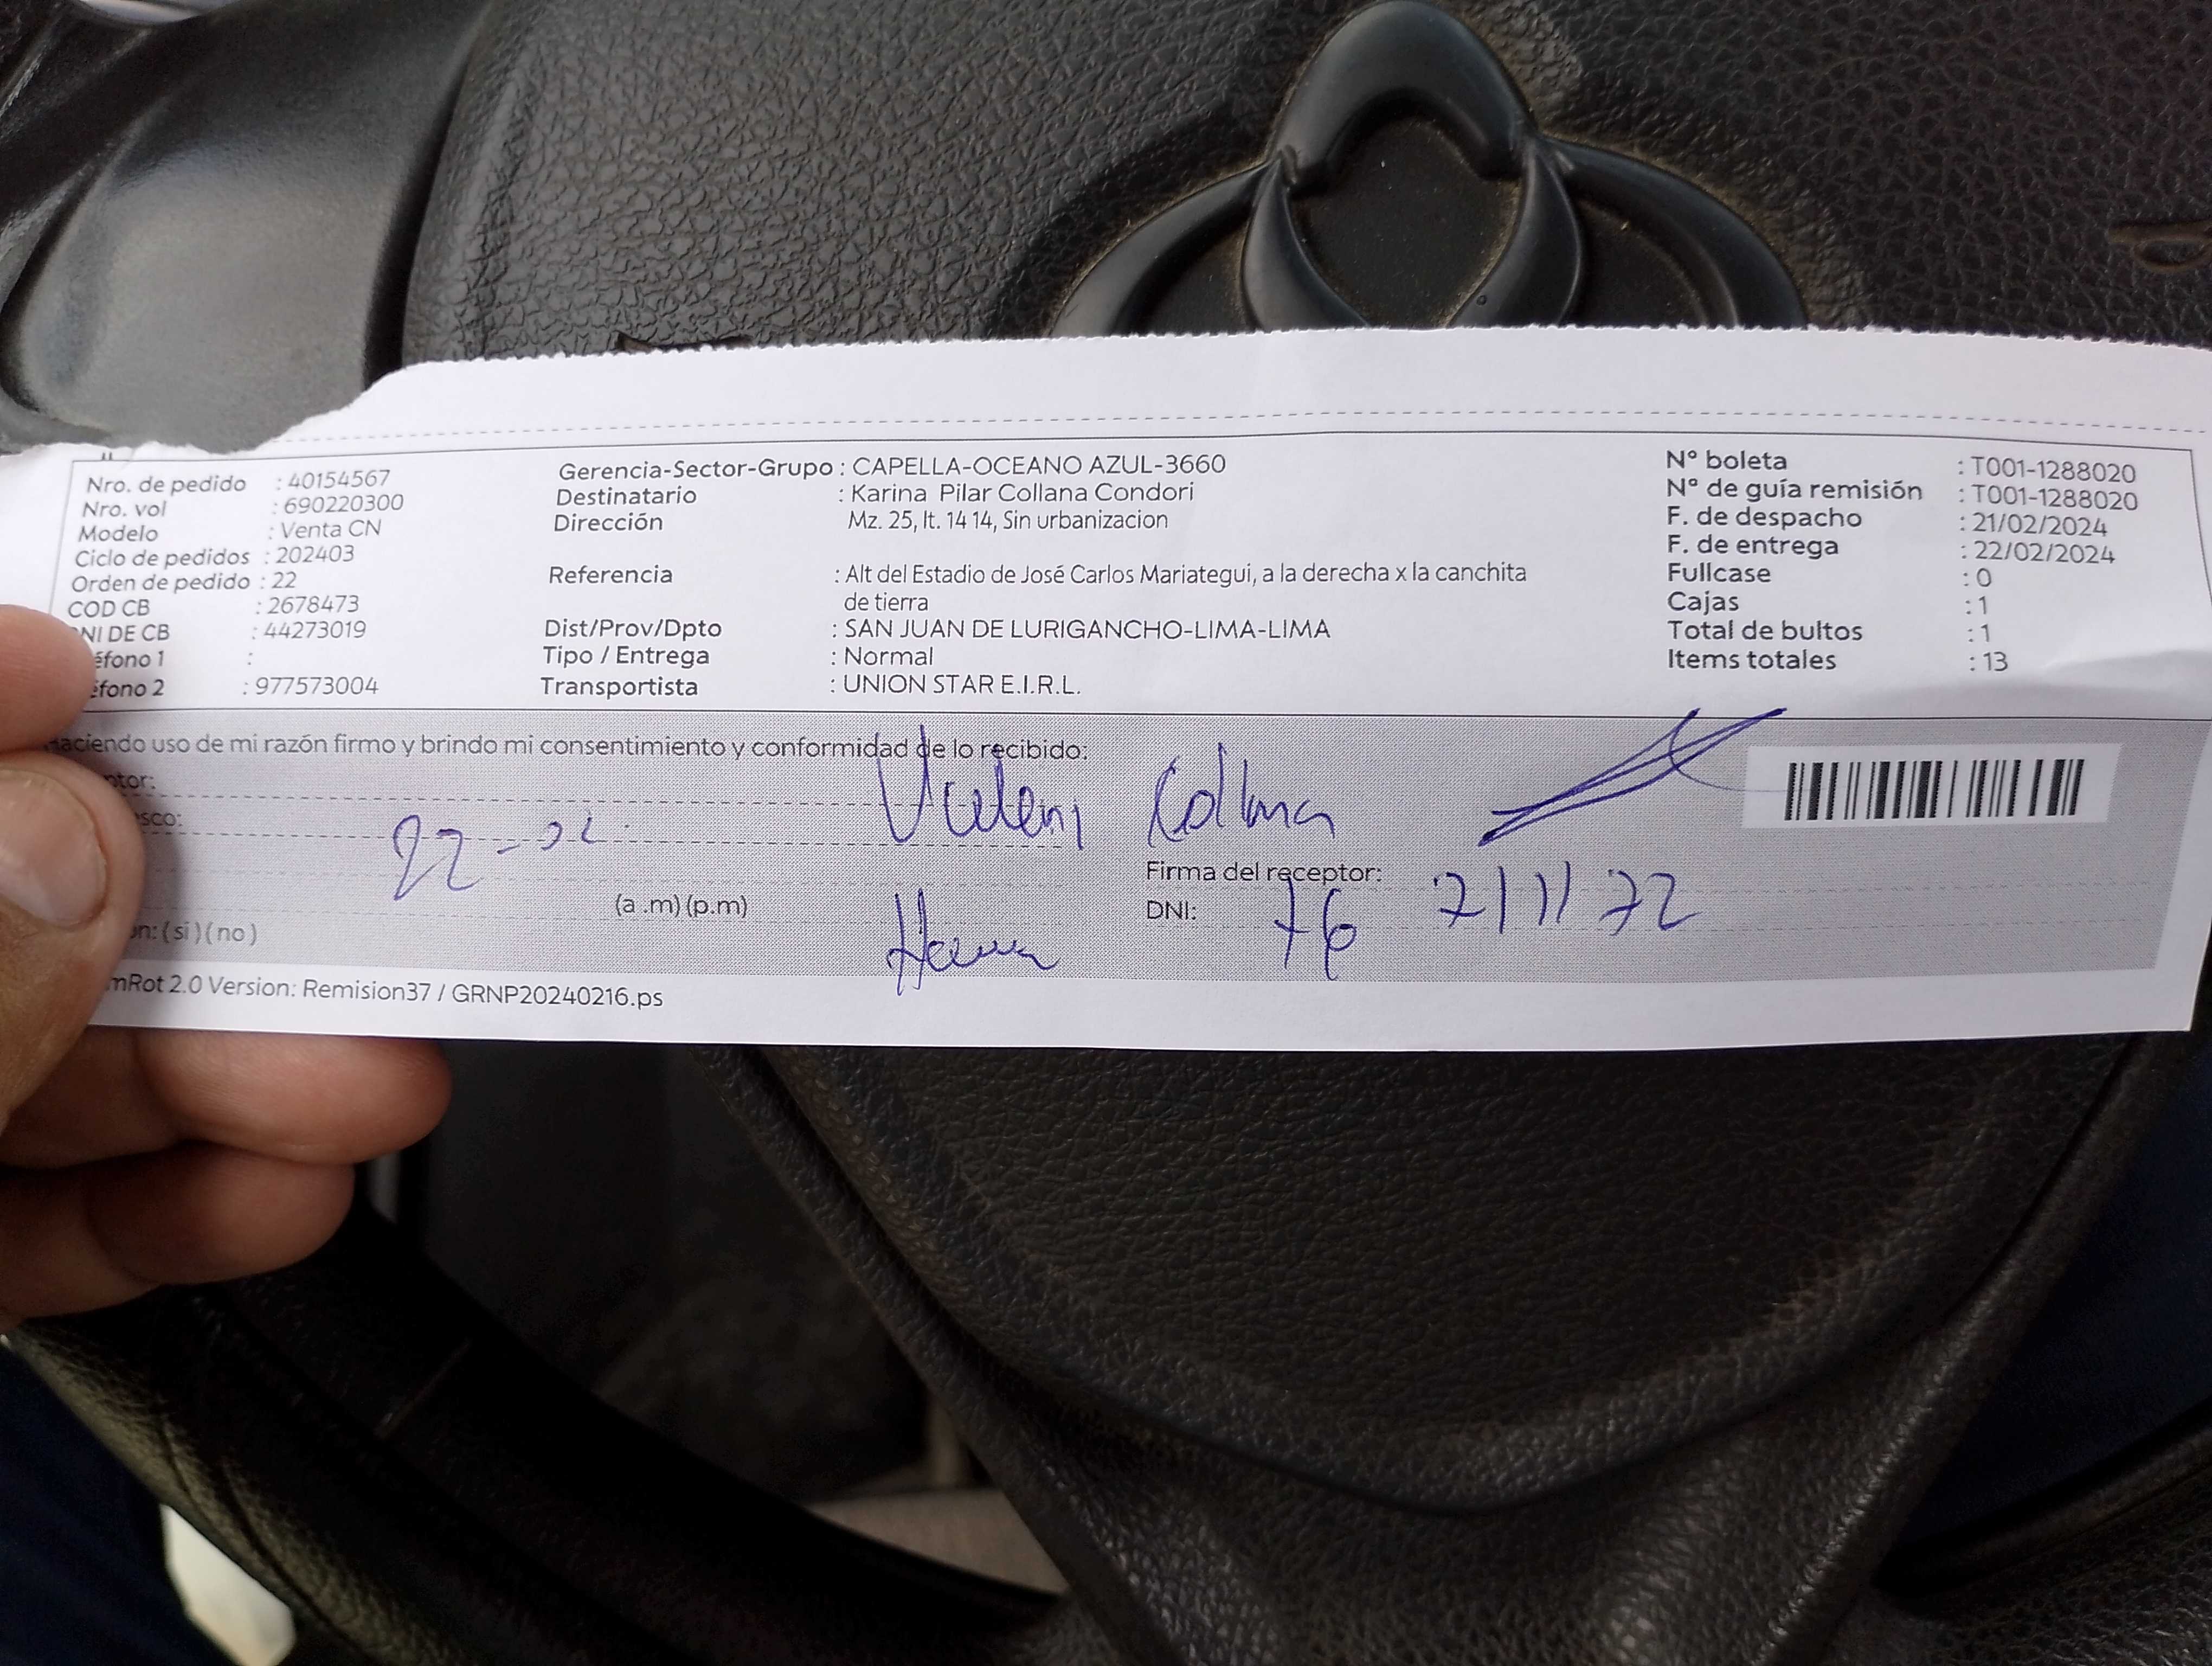 Nro. de pedido : 40154567
Nro. vol : 690220300
Modelo : Venta CN
Ciclo de pedidos : 202403
Orden de pedido : 22
COD CB : 2678473
NI DE CB : 44273019
éfono 1 :
éfono 2 : 977573004
Gerencia-Sector-Grupo : CAPELLA-OCEANO AZUL-3660
Destinatario : Karina Pilar Collana Condori
Dirección Mz. 25, lt. 14 14, Sin urbanizacion
Referencia : Alt del Estadio de José Carlos Mariategui, a la derecha x la canchita
de tierra
Dist/Prov/Dpto : SAN JUAN DE LURIGANCHO-LIMA-LIMA
Tipo / Entrega : Normal
Transportista : UNION STAR E.I.R.L.
N° boleta : T001-1288020
N° de guía remisión : T001-1288020
F. de despacho : 21/02/2024
F. de entrega : 22/02/2024
Fullcase : 0
Cajas : 1
Total de bultos : 1
Items totales : 13
Haciendo uso de mi razón firmo y brindo mi consentimiento y conformidad de lo recibido:
ptor:
sco:
22-02
(a .m) (p.m)
Firma del receptor:
DNI: 76
n: ( si ) ( no )
mRot 2.0 Version: Remision37 / GRNP20240216.ps